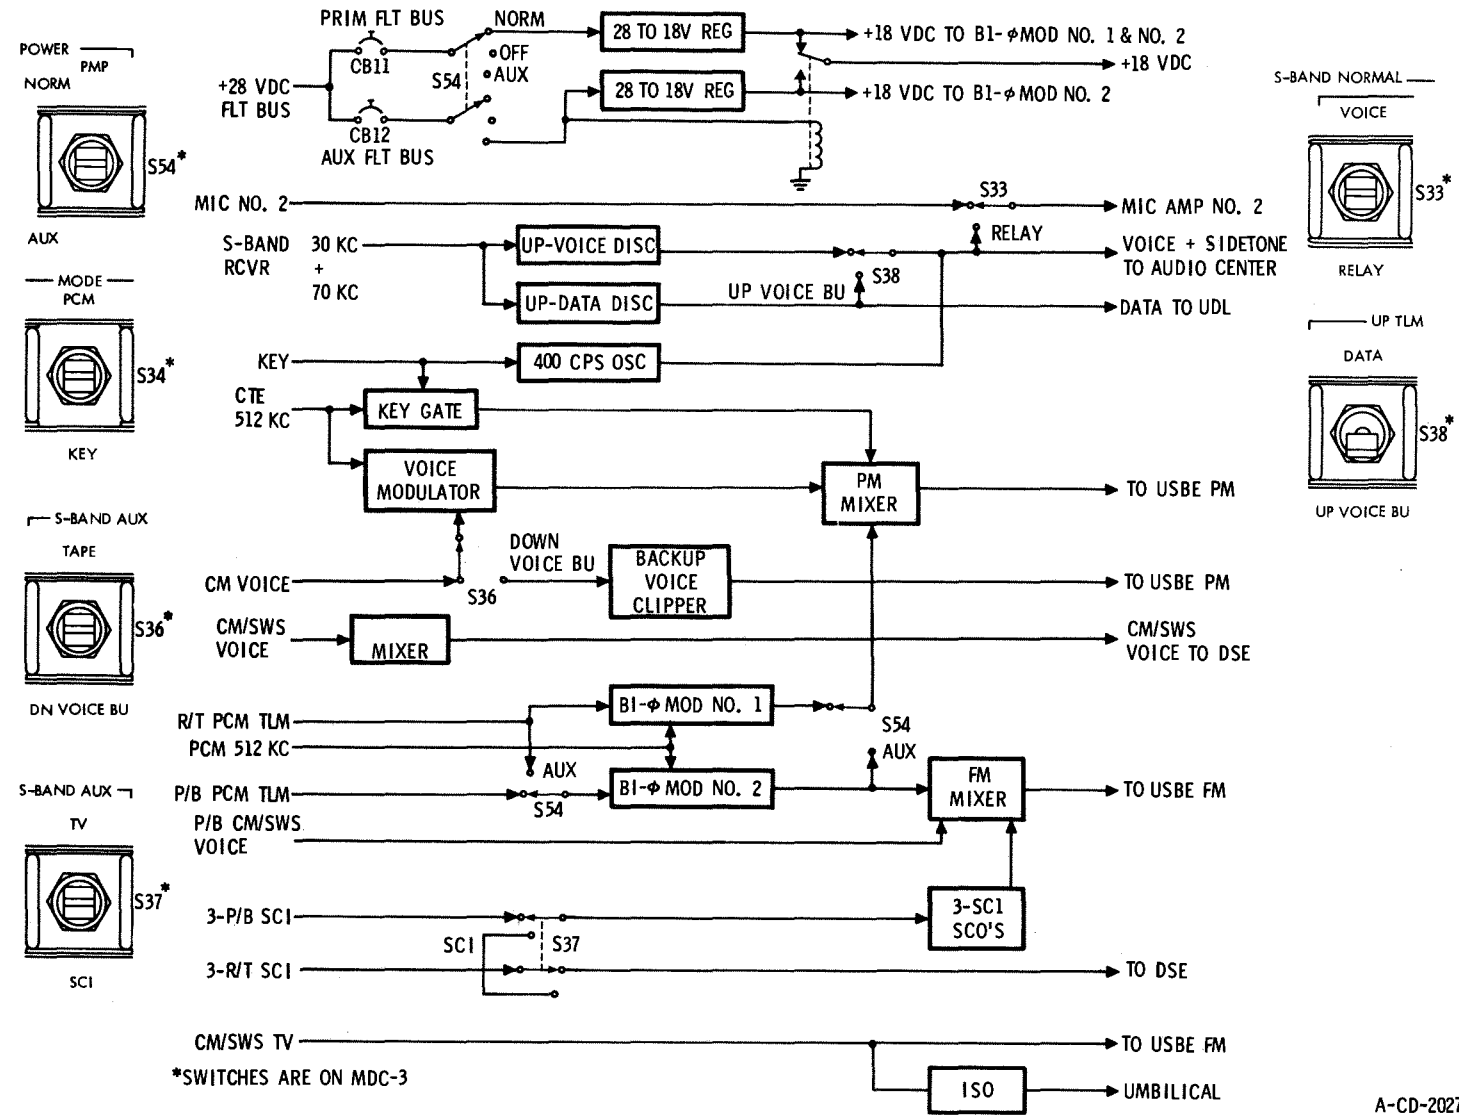 POWER
PMP
NORM
S54*
AUX
MODE
PCM
S34*
KEY
S-BAND AUX
TAPE
S36*
DN VOICE BU
S-BAND AUX
TV
S37*
SCI
PRIM FLT BUS
NORM
CB11
OFF
AUX
S54
+28 VDC
FLT BUS
CB12
AUX FLT BUS
28 TO 18V REG
+18 VDC TO BI-ϕMOD NO. 1 & NO. 2
+18 VDC
28 TO 18V REG
+18 VDC TO BI-ϕMOD NO. 2
MIC NO. 2
S33
MIC AMP NO. 2
S-BAND
RCVR
30 KC
+
70 KC
UP-VOICE DISC
RELAY
VOICE + SIDETONE
TO AUDIO CENTER
S38
UP VOICE BU
UP-DATA DISC
DATA TO UDL
KEY
400 CPS OSC
CTE
512 KC
KEY GATE
VOICE
MODULATOR
PM
MIXER
TO USBE PM
CM VOICE
S36
DOWN
VOICE BU
BACKUP
VOICE
CLIPPER
TO USBE PM
CM/SWS
VOICE
MIXER
CM/SWS
VOICE TO DSE
R/T PCM TLM
BI-ϕ MOD NO. 1
S54
AUX
PCM 512 KC
AUX
P/B PCM TLM
S54
BI-ϕ MOD NO. 2
FM
MIXER
TO USBE FM
P/B CM/SWS
VOICE
3-P/B SCI
3-SCI
SCO'S
SCI
S37
3-R/T SCI
TO DSE
CM/SWS TV
TO USBE FM
ISO
UMBILICAL
*SWITCHES ARE ON MDC-3
S-BAND NORMAL
VOICE
S33*
RELAY
UP TLM
DATA
S38*
UP VOICE BU
A-CD-2027